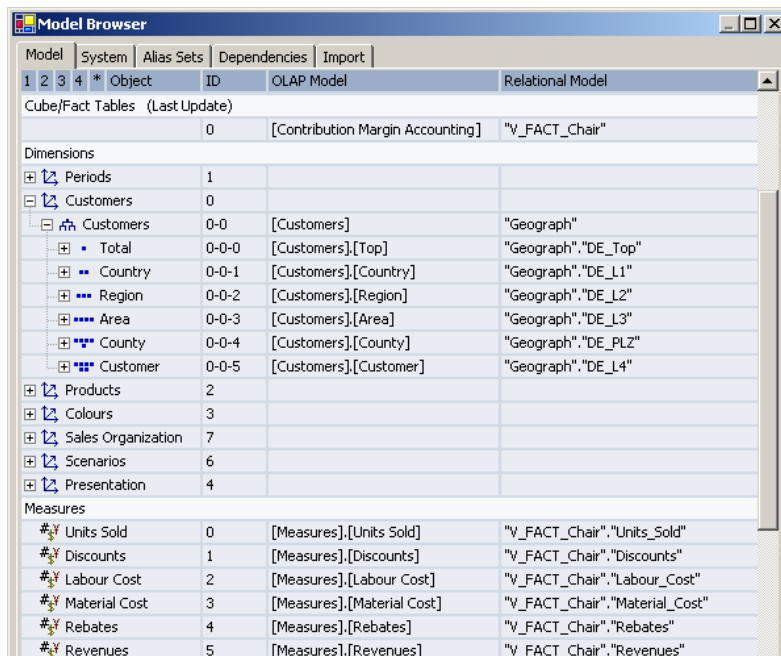 Model Browser
Model System Alias Sets Dependencies Import
1 2 3 4 * Object ID OLAP Model Relational Model
Cube/Fact Tables (Last Update)
0 [Contribution Margin Accounting] "V_FACT_Chair"
Dimensions
Periods 1
Customers 0
Customers 0-0 [Customers] "Geograph"
Total 0-0-0 [Customers].[Top] "Geograph"."DE_Top"
Country 0-0-1 [Customers].[Country] "Geograph"."DE_L1"
Region 0-0-2 [Customers].[Region] "Geograph"."DE_L2"
Area 0-0-3 [Customers].[Area] "Geograph"."DE_L3"
County 0-0-4 [Customers].[County] "Geograph"."DE_PLZ"
Customer 0-0-5 [Customers].[Customer] "Geograph"."DE_L4"
Products 2
Colours 3
Sales Organization 7
Scenarios 6
Presentation 4
Measures
Units Sold 0 [Measures].[Units Sold] "V_FACT_Chair"."Units_Sold"
Discounts 1 [Measures].[Discounts] "V_FACT_Chair"."Discounts"
Labour Cost 2 [Measures].[Labour Cost] "V_FACT_Chair"."Labour_Cost"
Material Cost 3 [Measures].[Material Cost] "V_FACT_Chair"."Material_Cost"
Rebates 4 [Measures].[Rebates] "V_FACT_Chair"."Rebates"
Revenues 5 [Measures].[Revenues] "V_FACT_Chair"."Revenues"